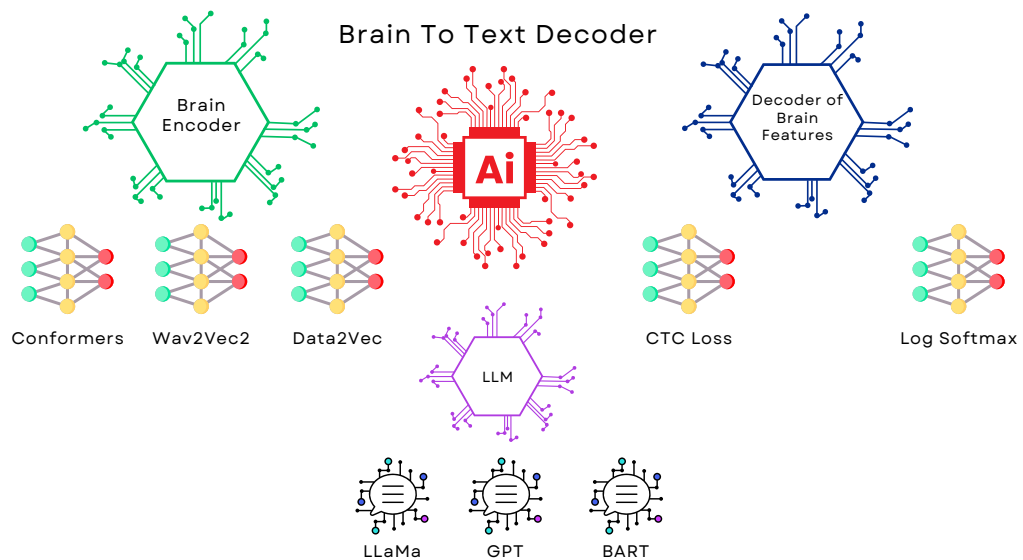 Brain To Text Decoder
Brain
Encoder
Ai
Decoder of
Brain
Features
Conformers
Wav2Vec2
Data2Vec
CTC Loss
Log Softmax
LLM
LLaMa
GPT
BART